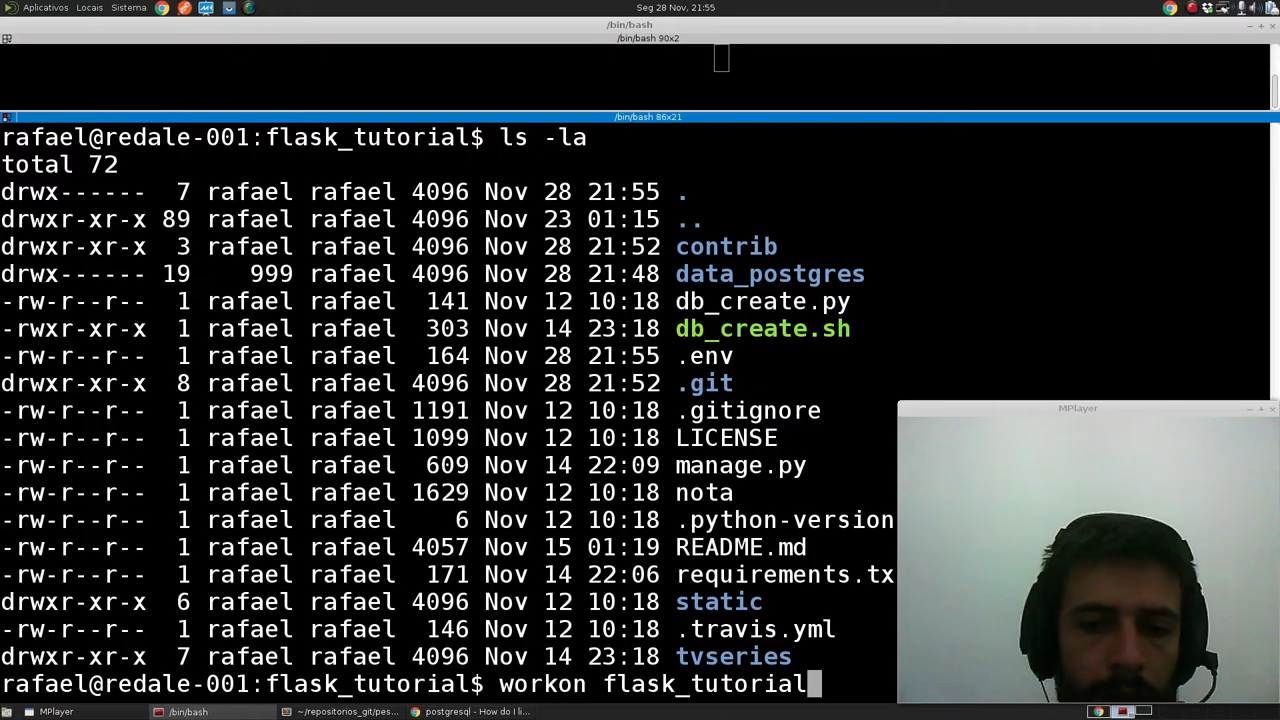 Aplicativos Locais Sistema Seg 28 Nov, 21:55
/bin/bash
/bin/bash 90x2
/bin/bash 86x21
rafael@redale-001:flask_tutorial$ ls -la
total 72
drwx------ 7 rafael rafael 4096 Nov 28 21:55 .
drwxr-xr-x 89 rafael rafael 4096 Nov 23 01:15 ..
drwxr-xr-x 3 rafael rafael 4096 Nov 28 21:52 contrib
drwx------ 19 999 rafael 4096 Nov 28 21:48 data_postgres
-rw-r--r-- 1 rafael rafael 141 Nov 12 10:18 db_create.py
-rwxr-xr-x 1 rafael rafael 303 Nov 14 23:18 db_create.sh
-rw-r--r-- 1 rafael rafael 164 Nov 28 21:55 .env
drwxr-xr-x 8 rafael rafael 4096 Nov 28 21:52 .git
-rw-r--r-- 1 rafael rafael 1191 Nov 12 10:18 .gitignore
-rw-r--r-- 1 rafael rafael 1099 Nov 12 10:18 LICENSE
-rw-r--r-- 1 rafael rafael 609 Nov 14 22:09 manage.py
-rw-r--r-- 1 rafael rafael 1629 Nov 12 10:18 nota
-rw-r--r-- 1 rafael rafael 6 Nov 12 10:18 .python-version
-rw-r--r-- 1 rafael rafael 4057 Nov 15 01:19 README.md
-rw-r--r-- 1 rafael rafael 171 Nov 14 22:06 requirements.tx
drwxr-xr-x 6 rafael rafael 4096 Nov 12 10:18 static
-rw-r--r-- 1 rafael rafael 146 Nov 12 10:18 .travis.yml
drwxr-xr-x 7 rafael rafael 4096 Nov 14 23:18 tvseries
rafael@redale-001:flask_tutorial$ workon flask_tutorial
MPlayer
MPlayer /bin/bash ~/repositorios_git/pes... postgresql - How do I li...